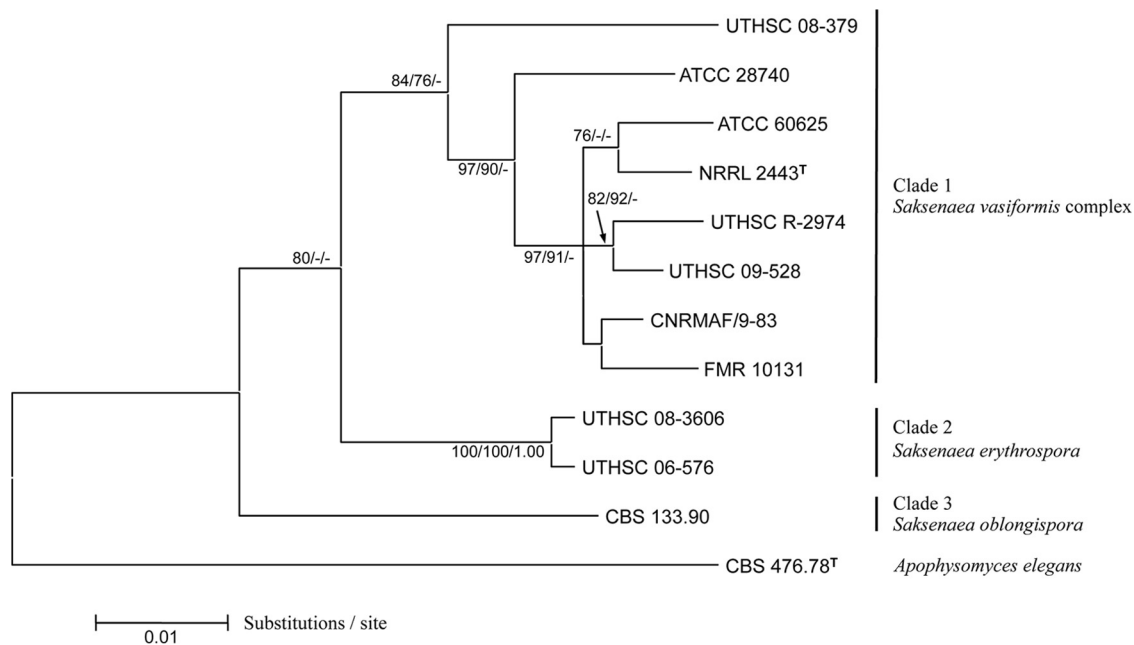 UTHSC 08-379
84/76/-
ATCC 28740
ATCC 60625
76/-/-
97/90/-
NRRL 2443ᵀ
Clade 1
82/92/-
Saksenaea vasiformis complex
UTHSC R-2974
80/-/-
97/91/-
UTHSC 09-528
CNRMAF/9-83
FMR 10131
UTHSC 08-3606
Clade 2
100/100/1.00
Saksenaea erythrospora
UTHSC 06-576
Clade 3
CBS 133.90
Saksenaea oblongispora
CBS 476.78ᵀ
Apophysomyces elegans
Substitutions / site
0.01